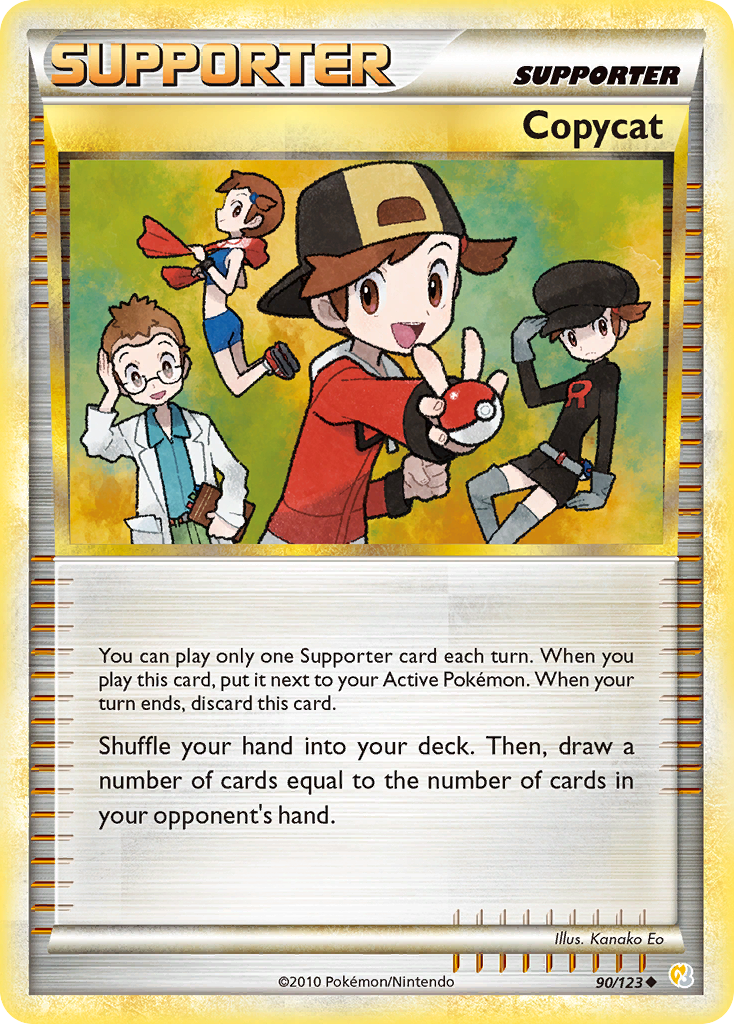 SUPPORTER
SUPPORTER
Copycat
R
You can play only one Supporter card each turn. When you
play this card, put it next to your Active Pokémon. When your
turn ends, discard this card.
Shuffle your hand into your deck. Then, draw a
number of cards equal to the number of cards in
your opponent's hand.
Illus. Kanako Eo
©2010 Pokémon/Nintendo
90/123